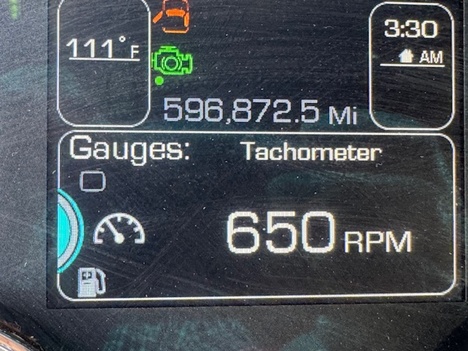 111°F
3:30
AM
596,872.5 Mi
Gauges: Tachometer
650 RPM